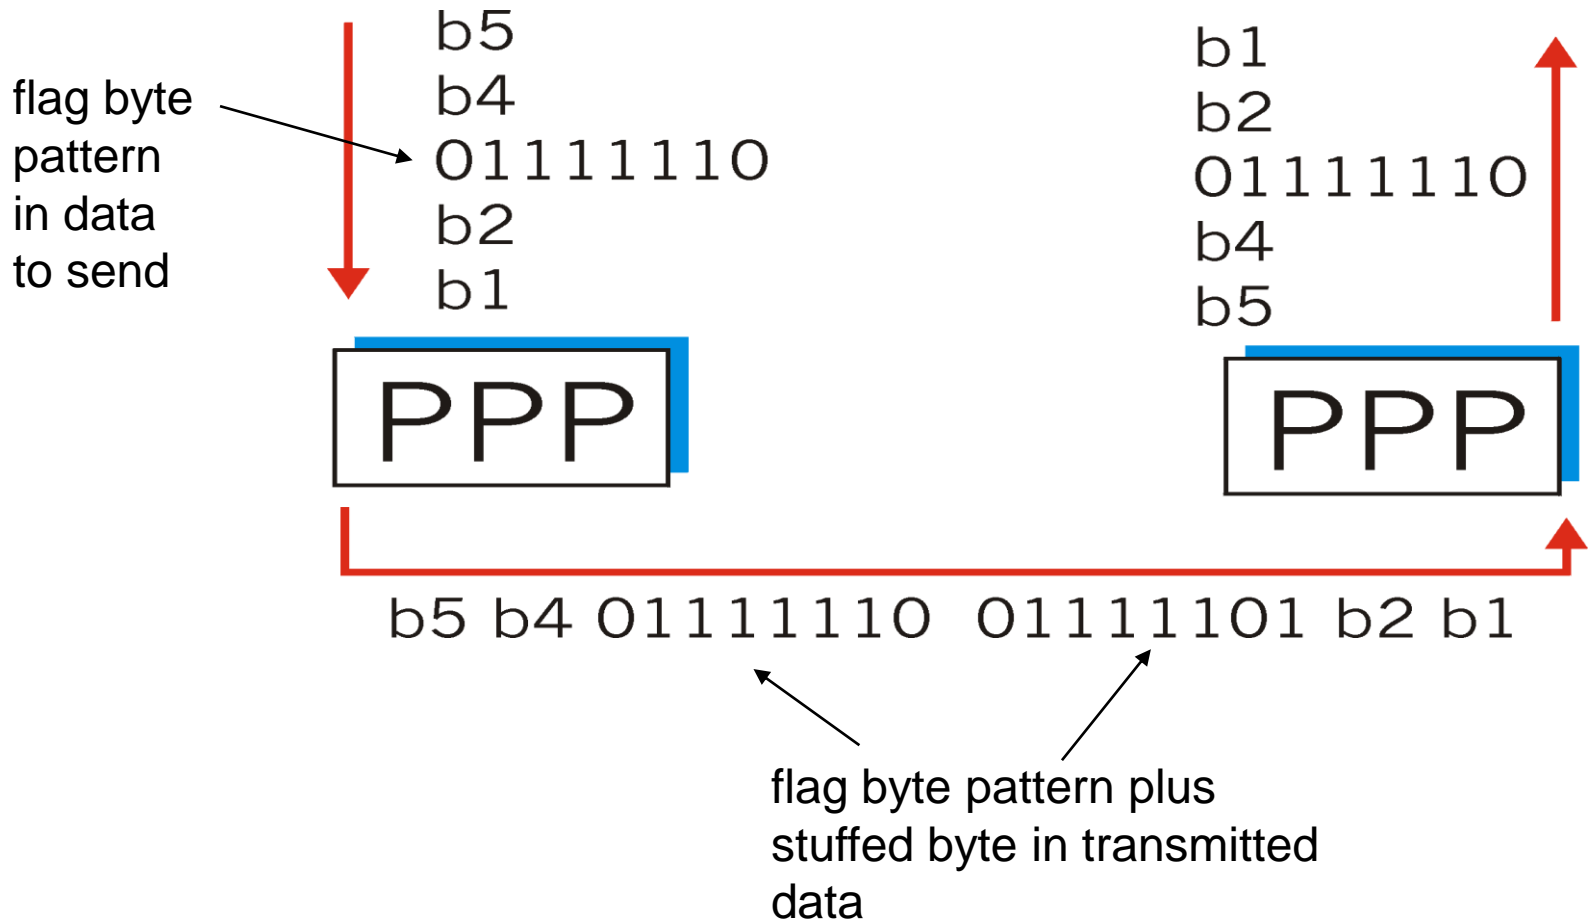 flag byte
pattern
in data
to send
b5
b4
01111110
b2
b1
PPP
b1
b2
01111110
b4
b5
PPP
b5 b4 01111110 01111101 b2 b1
flag byte pattern plus
stuffed byte in transmitted
data